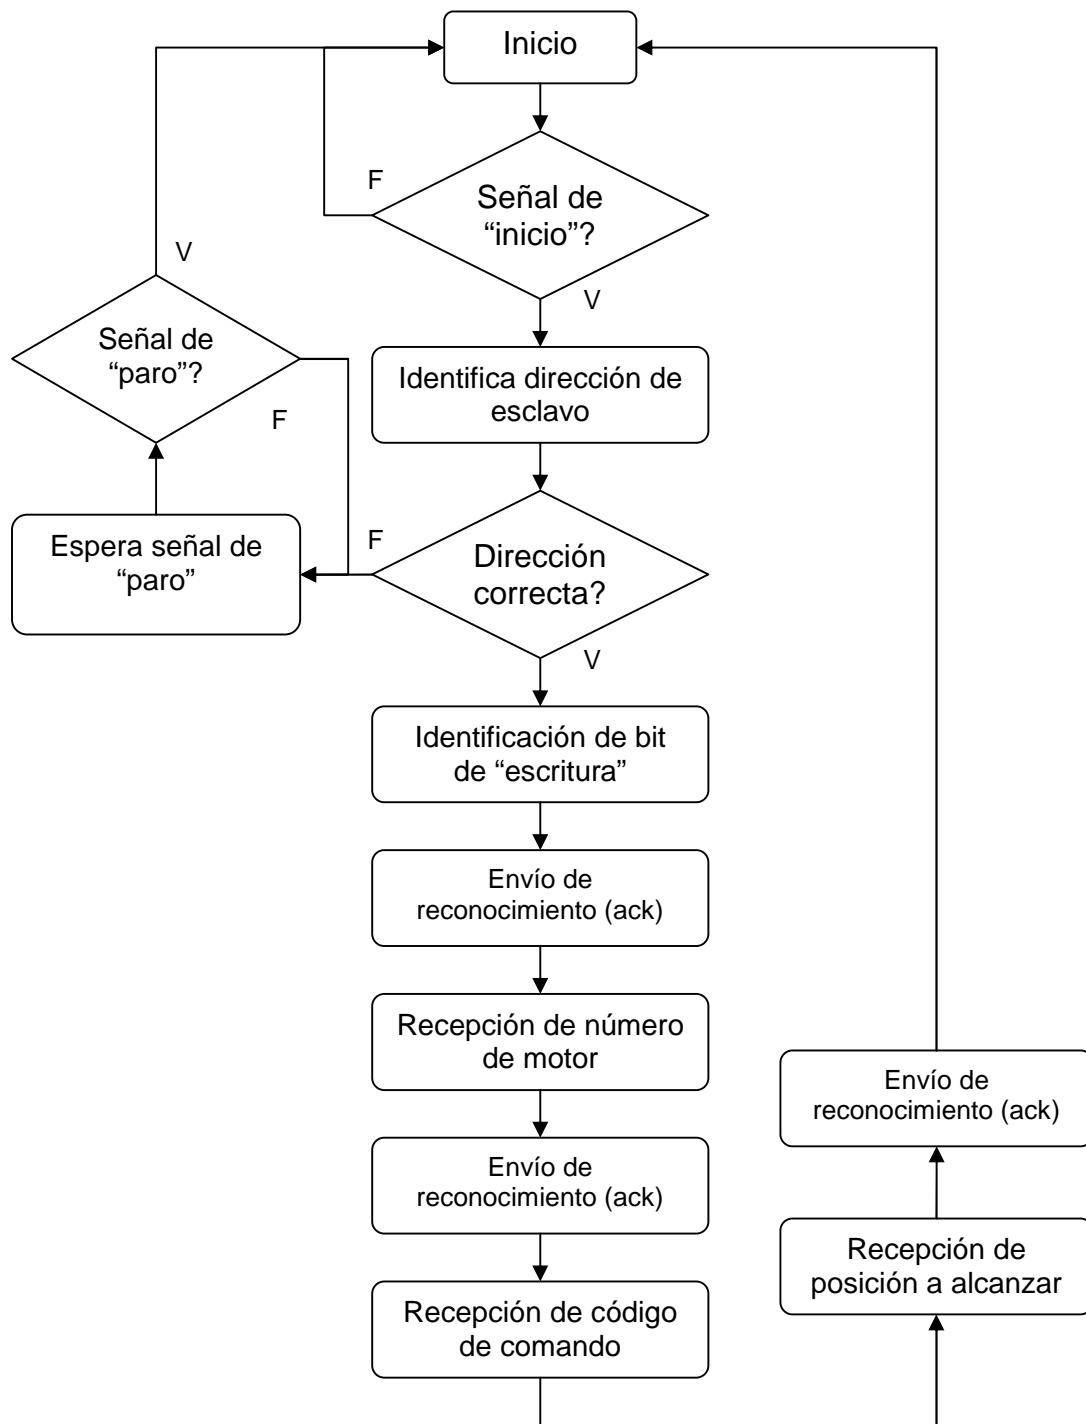 Inicio
F
Señal de
“inicio”?
V
V
Señal de
“paro”?
F
Identifica dirección de
esclavo
Espera señal de
“paro”
F
Dirección
correcta?
V
Identificación de bit
de “escritura”
Envío de
reconocimiento (ack)
Recepción de número
de motor
Envío de
reconocimiento (ack)
Envío de
reconocimiento (ack)
Recepción de
posición a alcanzar
Recepción de código
de comando